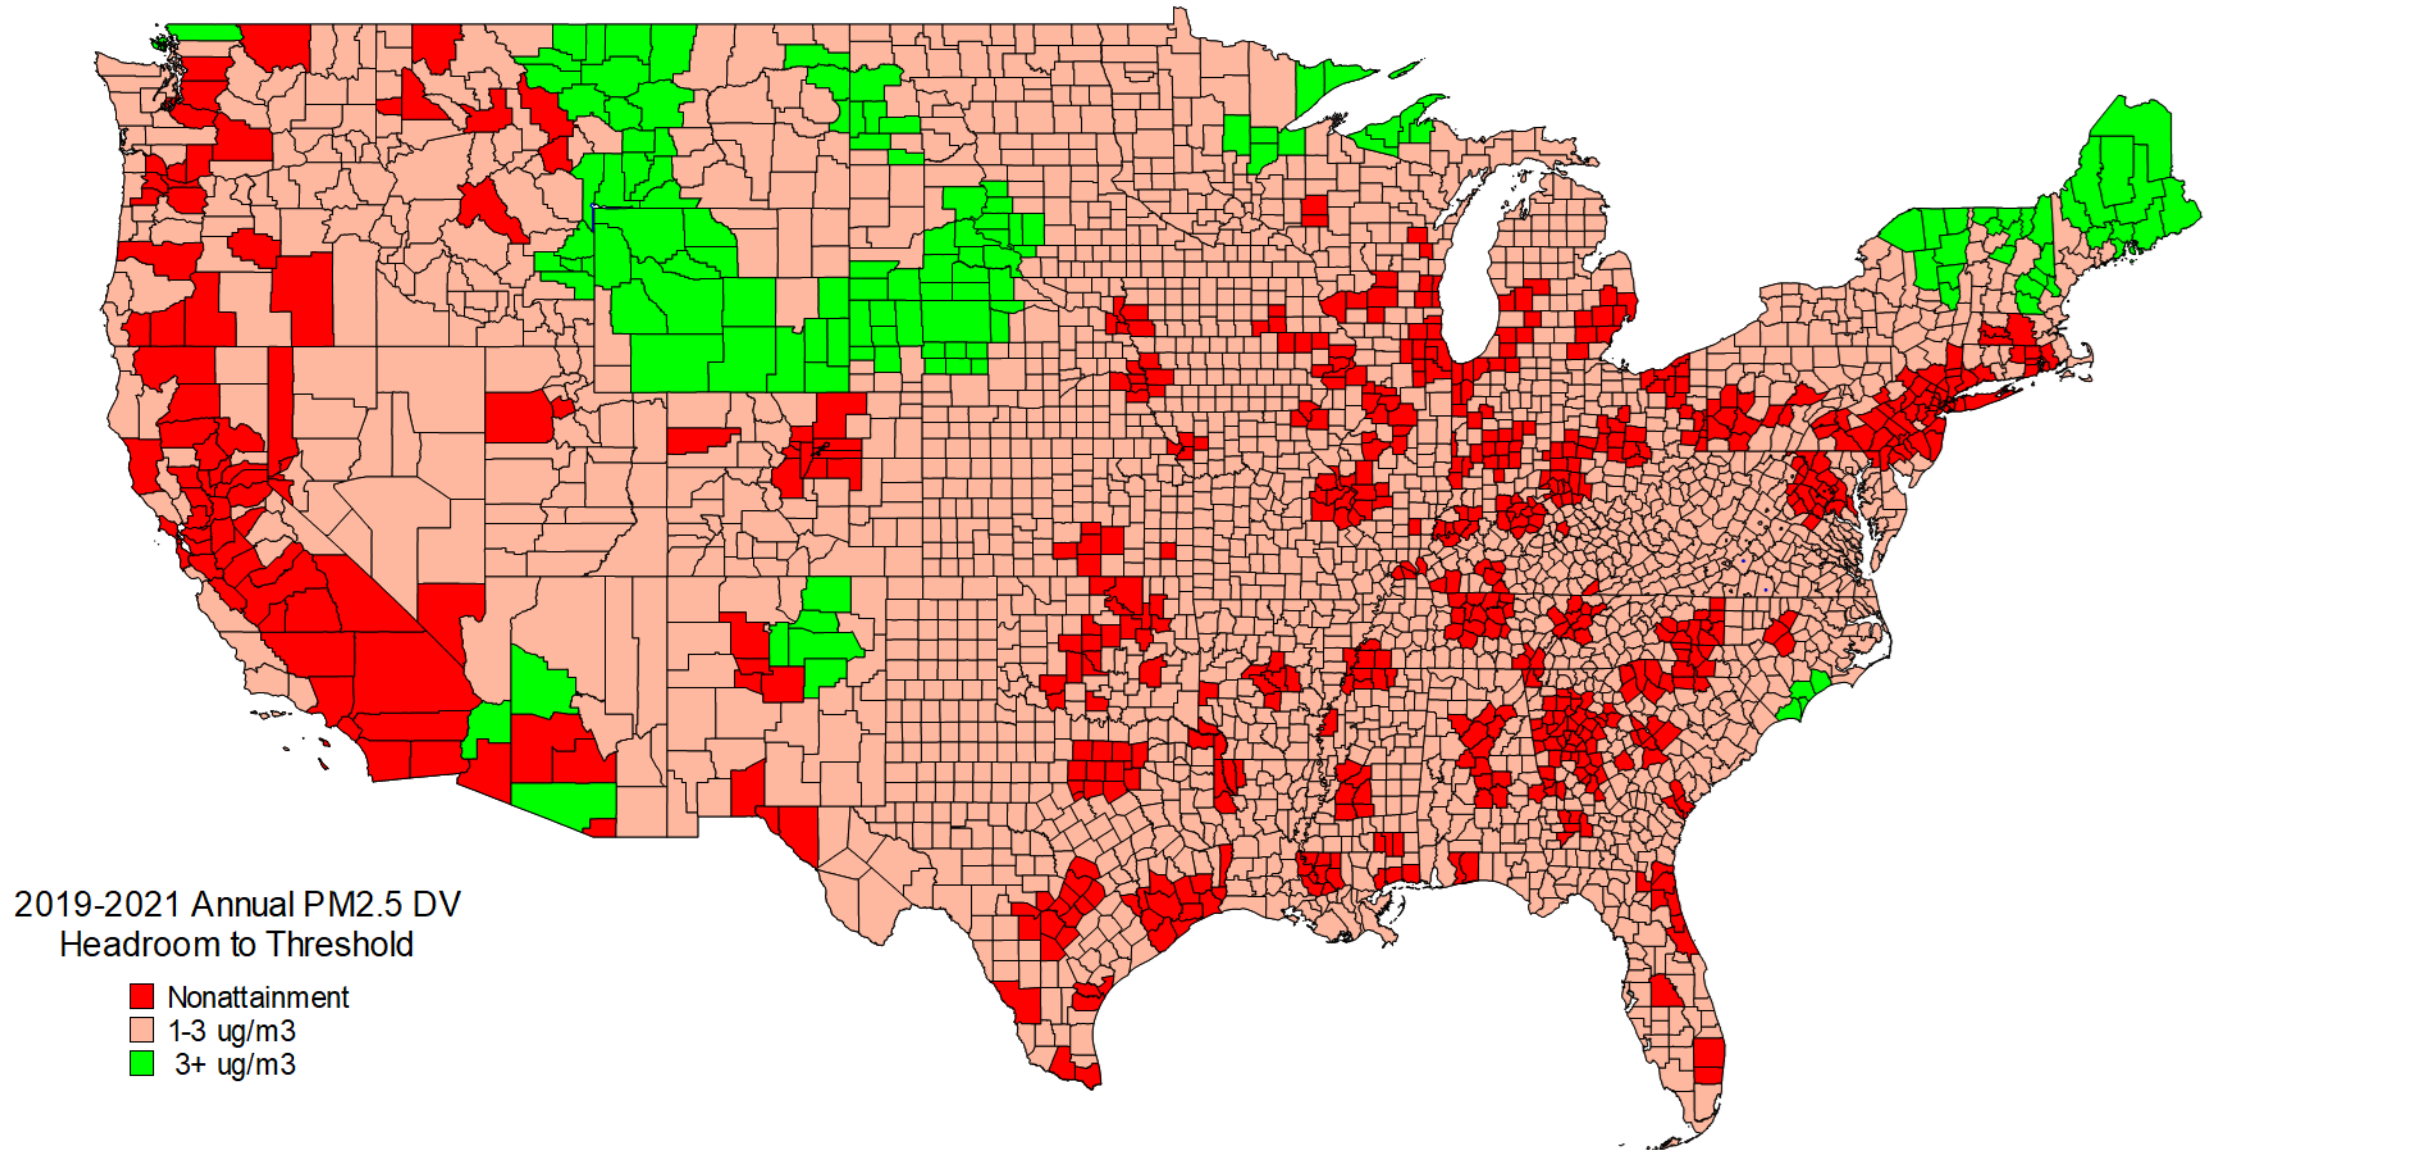 2019-2021 Annual PM2.5 DV
Headroom to Threshold
Nonattainment
1-3 ug/m3
3+ ug/m3